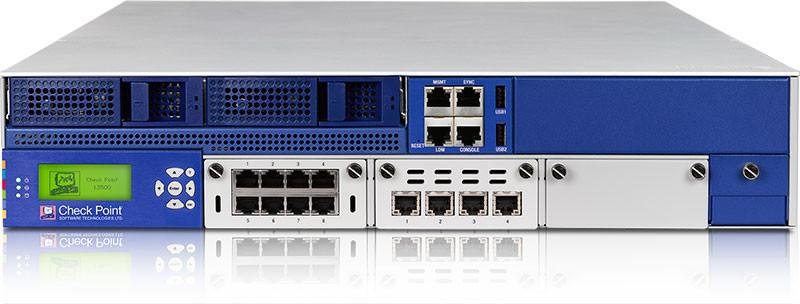 MGMT SYNC
USB1
RESET
LOM CONSOLE
USB2
Check Point
13500
Enter
Check Point
SOFTWARE TECHNOLOGIES LTD.
1 2 3 4
5 6 7 8
1 2 3 4